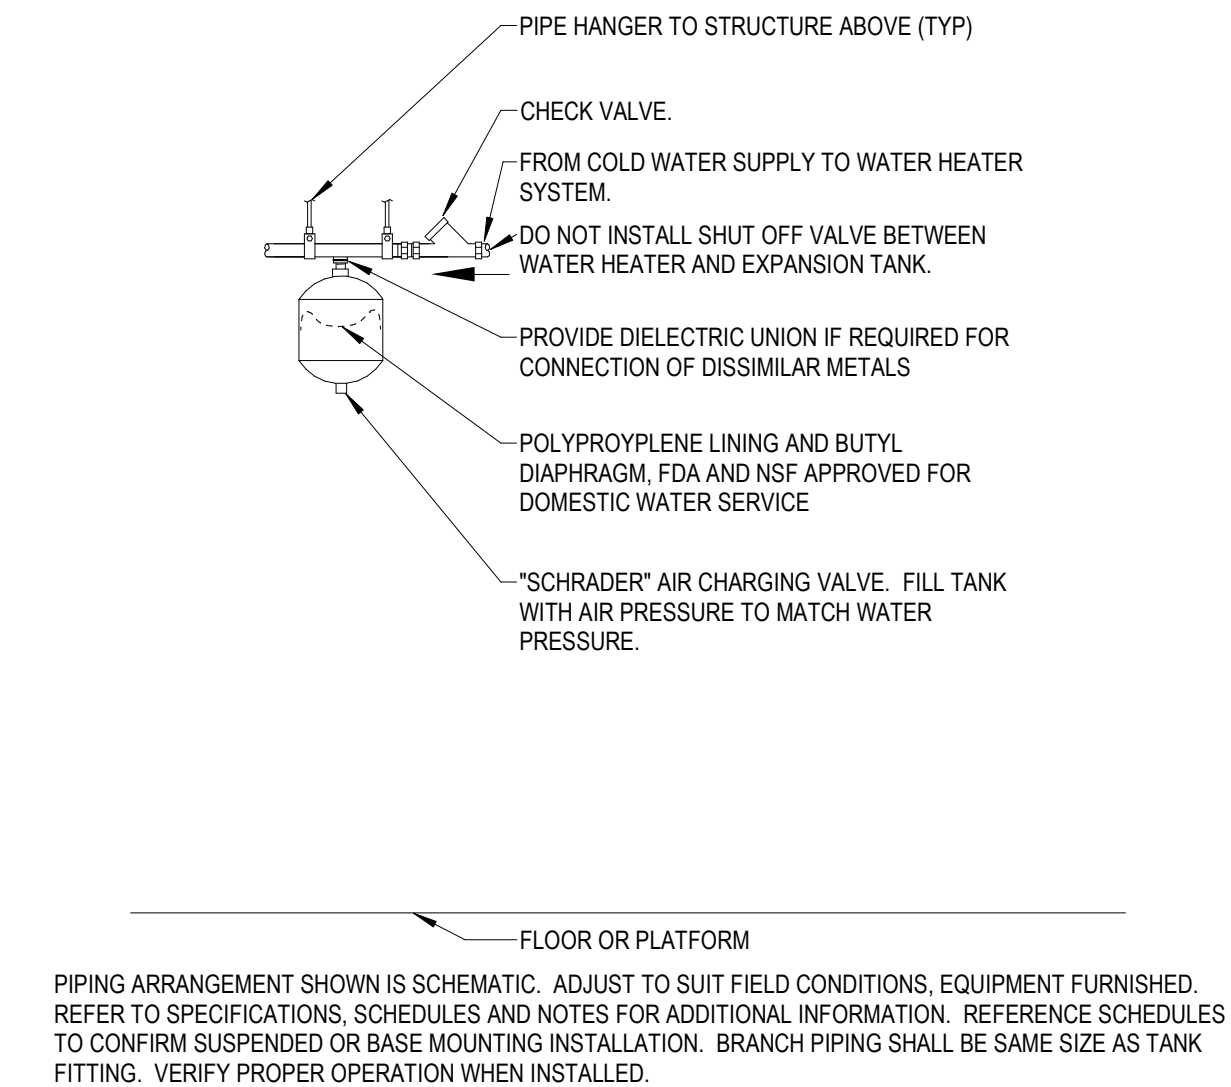 PIPE HANGER TO STRUCTURE ABOVE (TYP)
CHECK VALVE.
FROM COLD WATER SUPPLY TO WATER HEATER
SYSTEM.
DO NOT INSTALL SHUT OFF VALVE BETWEEN
WATER HEATER AND EXPANSION TANK.
PROVIDE DIELECTRIC UNION IF REQUIRED FOR
CONNECTION OF DISSIMILAR METALS
POLYPROYPLENE LINING AND BUTYL
DIAPHRAGM, FDA AND NSF APPROVED FOR
DOMESTIC WATER SERVICE
"SCHRADER" AIR CHARGING VALVE.  FILL TANK
WITH AIR PRESSURE TO MATCH WATER
PRESSURE.
FLOOR OR PLATFORM
PIPING ARRANGEMENT SHOWN IS SCHEMATIC.  ADJUST TO SUIT FIELD CONDITIONS, EQUIPMENT FURNISHED.
REFER TO SPECIFICATIONS, SCHEDULES AND NOTES FOR ADDITIONAL INFORMATION.  REFERENCE SCHEDULES
TO CONFIRM SUSPENDED OR BASE MOUNTING INSTALLATION.  BRANCH PIPING SHALL BE SAME SIZE AS TANK
FITTING.  VERIFY PROPER OPERATION WHEN INSTALLED.